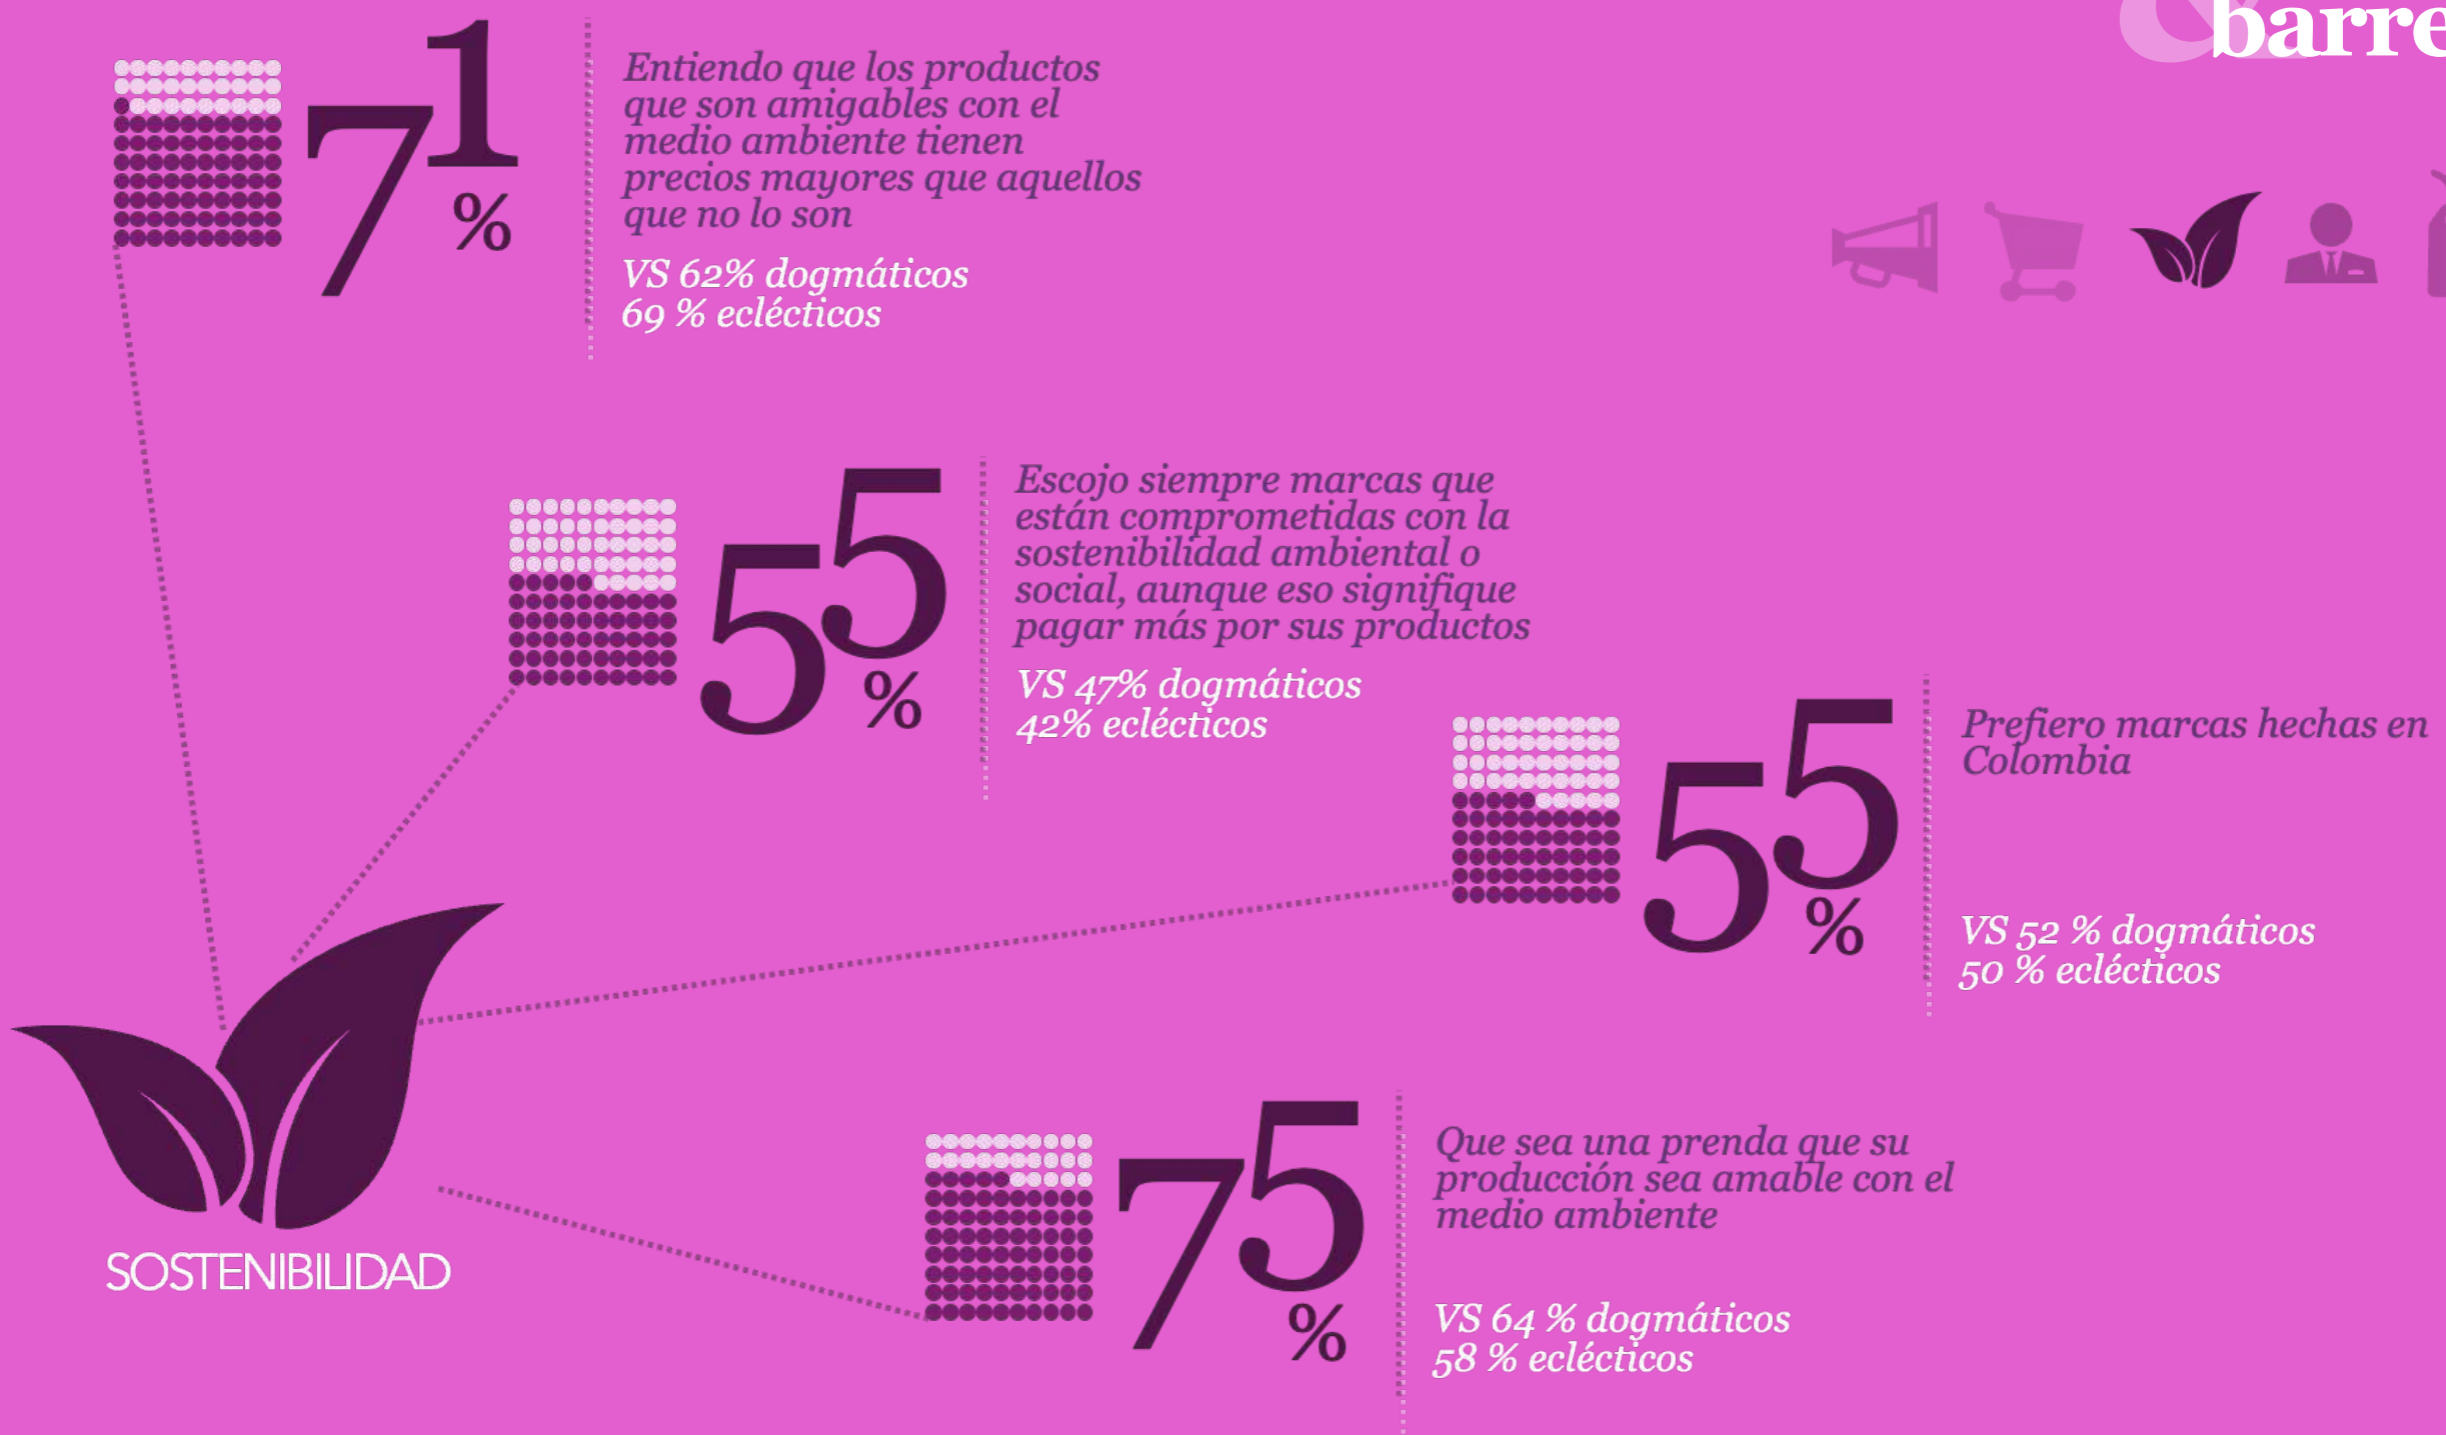 barre
71
%
Entiendo que los productos
que son amigables con el
medio ambiente tienen
precios mayores que aquellos
que no lo son
VS 62% dogmáticos
69 % eclécticos
55
%
Escojo siempre marcas que
están comprometidas con la
sostenibilidad ambiental o
social, aunque eso signifique
pagar más por sus productos
VS 47% dogmáticos
42% eclécticos
55
%
Prefiero marcas hechas en
Colombia
VS 52 % dogmáticos
50 % eclécticos
75
%
Que sea una prenda que su
producción sea amable con el
medio ambiente
VS 64 % dogmáticos
58 % eclécticos
SOSTENIBILIDAD